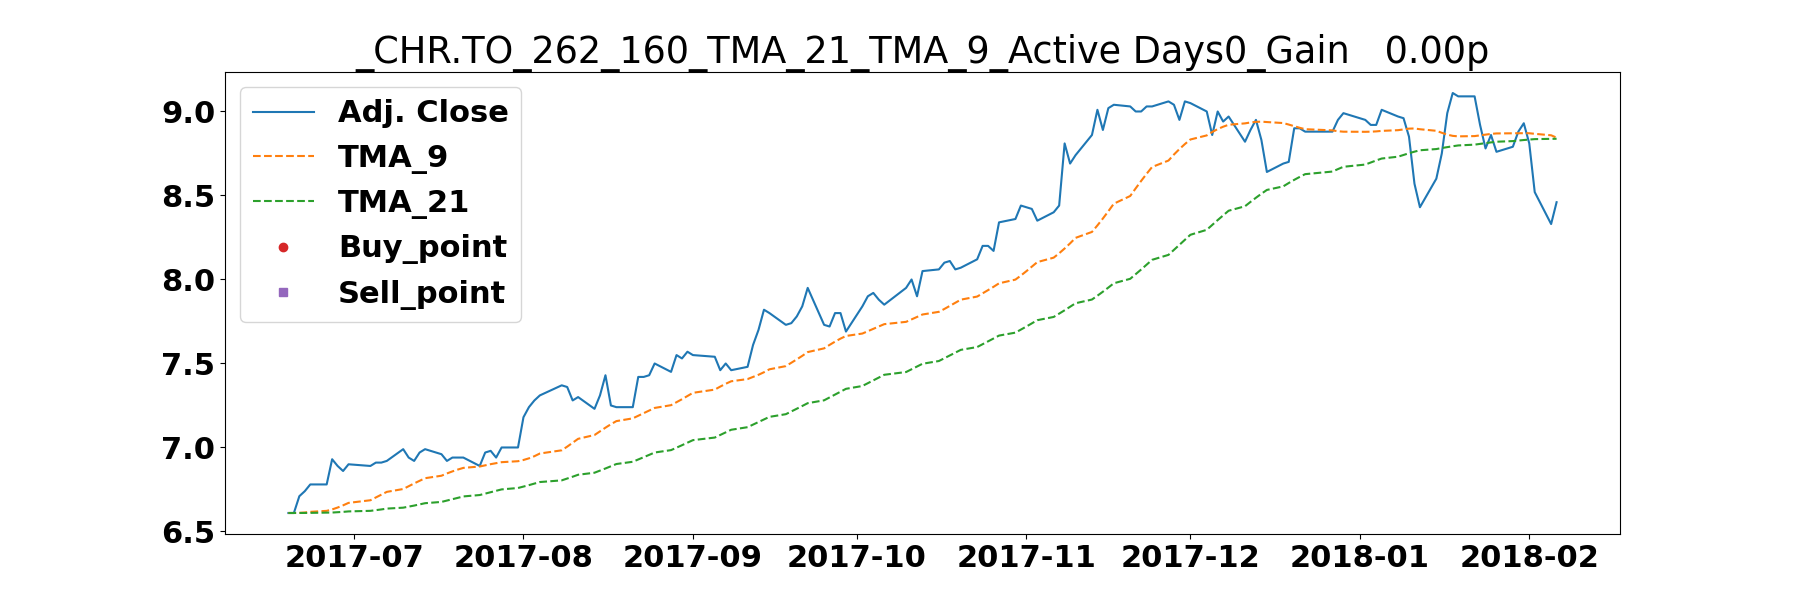 _CHR.TO_262_160_TMA_21_TMA_9_Active Days0_Gain   0.00p
Adj. Close
TMA_9
TMA_21
Buy_point
Sell_point
9.0
8.5
8.0
7.5
7.0
6.5
2017-07 2017-08 2017-09 2017-10 2017-11 2017-12 2018-01 2018-02